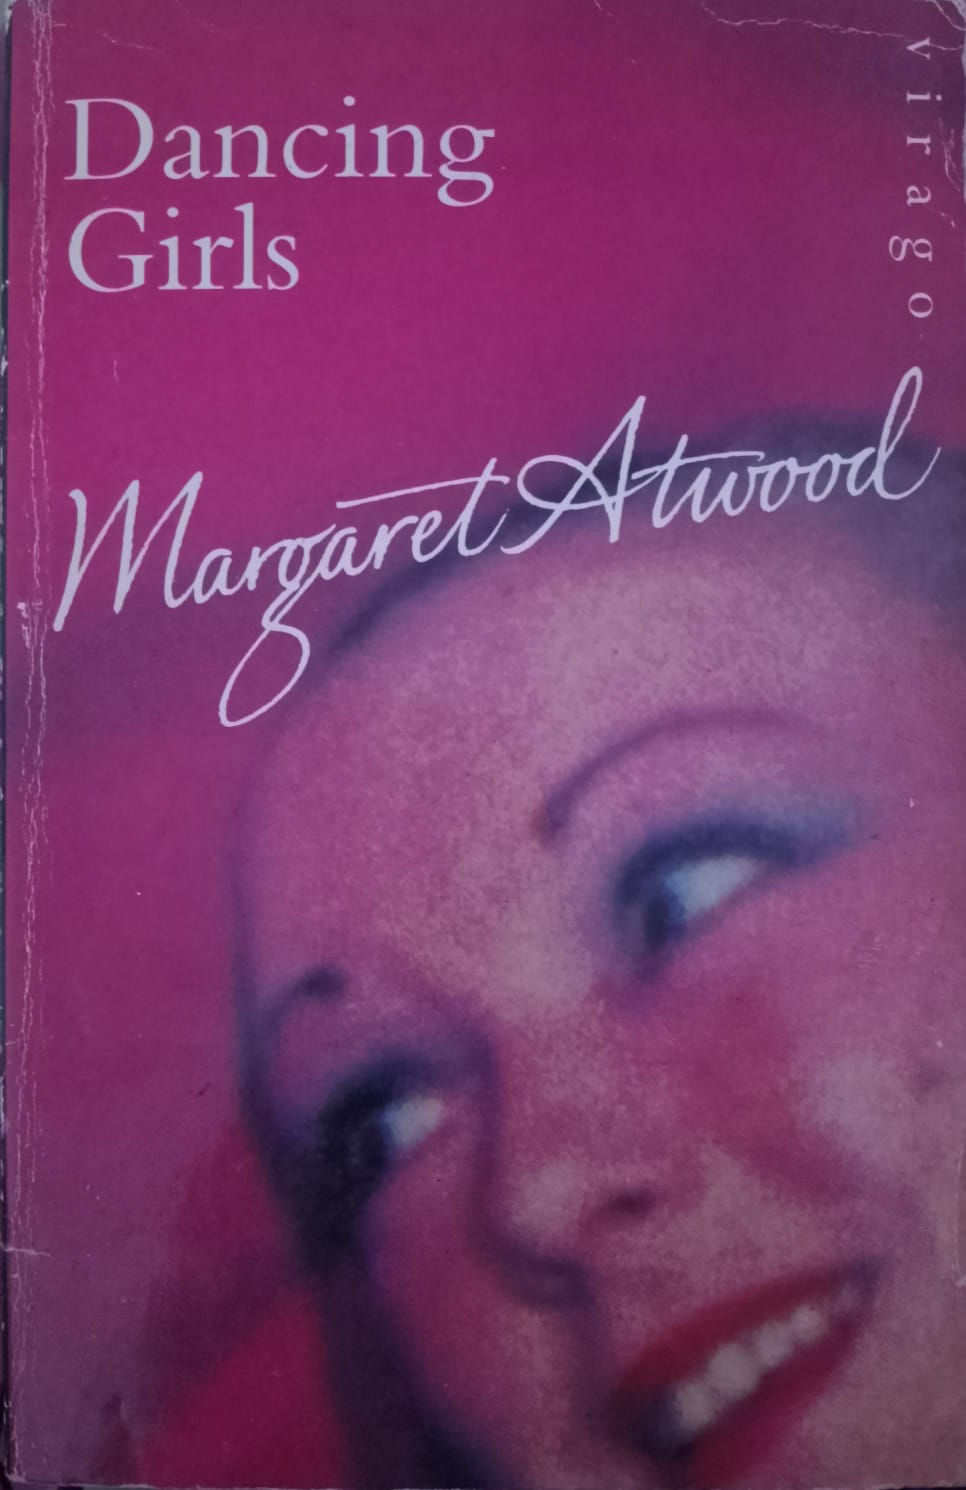 Dancing
Girls
virago
Margaret Atwood